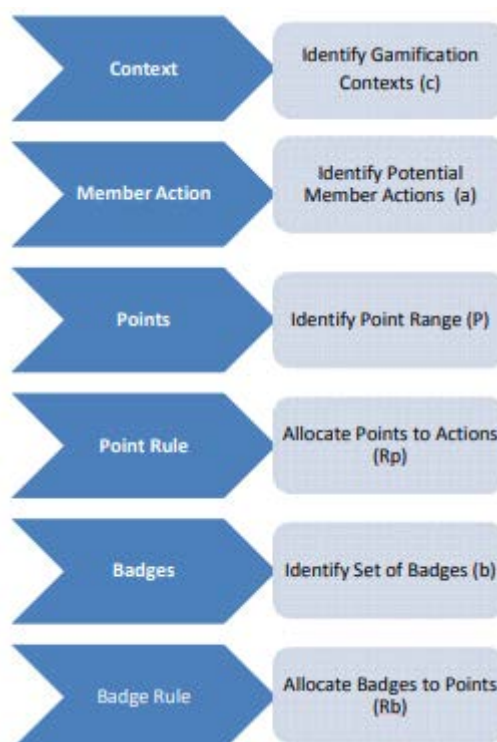 Context
Identify Gamification
Contexts (c)
Member Action
Identify Potential
Member Actions (a)
Points
Identify Point Range (P)
Point Rule
Allocate Points to Actions
(Rp)
Badges
Identify Set of Badges (b)
Badge Rule
Allocate Badges to Points
(Rb)